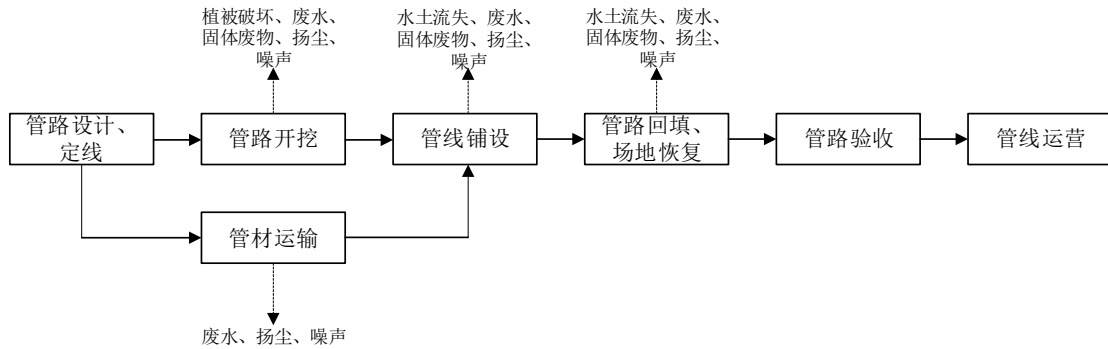 植被破坏、废水、
固体废物、扬尘、
噪声
水土流失、废水、
固体废物、扬尘、
噪声
水土流失、废水、
固体废物、扬尘、
噪声
管路设计、
定线
管路开挖
管线铺设
管路回填、
场地恢复
管路验收
管线运营
管材运输
废水、扬尘、噪声